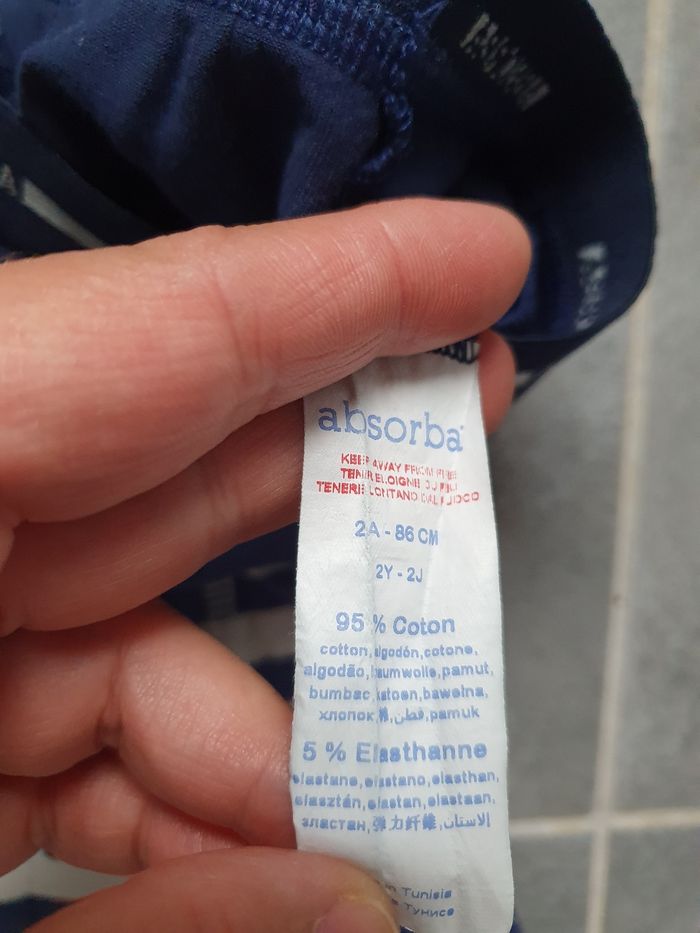 absorba
KEEP AWAY FROM FIRE
TENIR ELOIGNE DU FEU
TENERE LONTANO DAL FUOCO
2A - 86 CM
2Y - 2J
95 % Coton
cotton, algodón, cotone,
algodão, baumwolle, pamut,
bumbac, katoen, bawełna,
хлопок, 棉, قطن, pamuk
5 % Elasthanne
elastane, elastano, elasthan,
elasztán, elastan, elastaan,
эластан, 弹力纤维, الاستان
in Tunisia
Тунисе